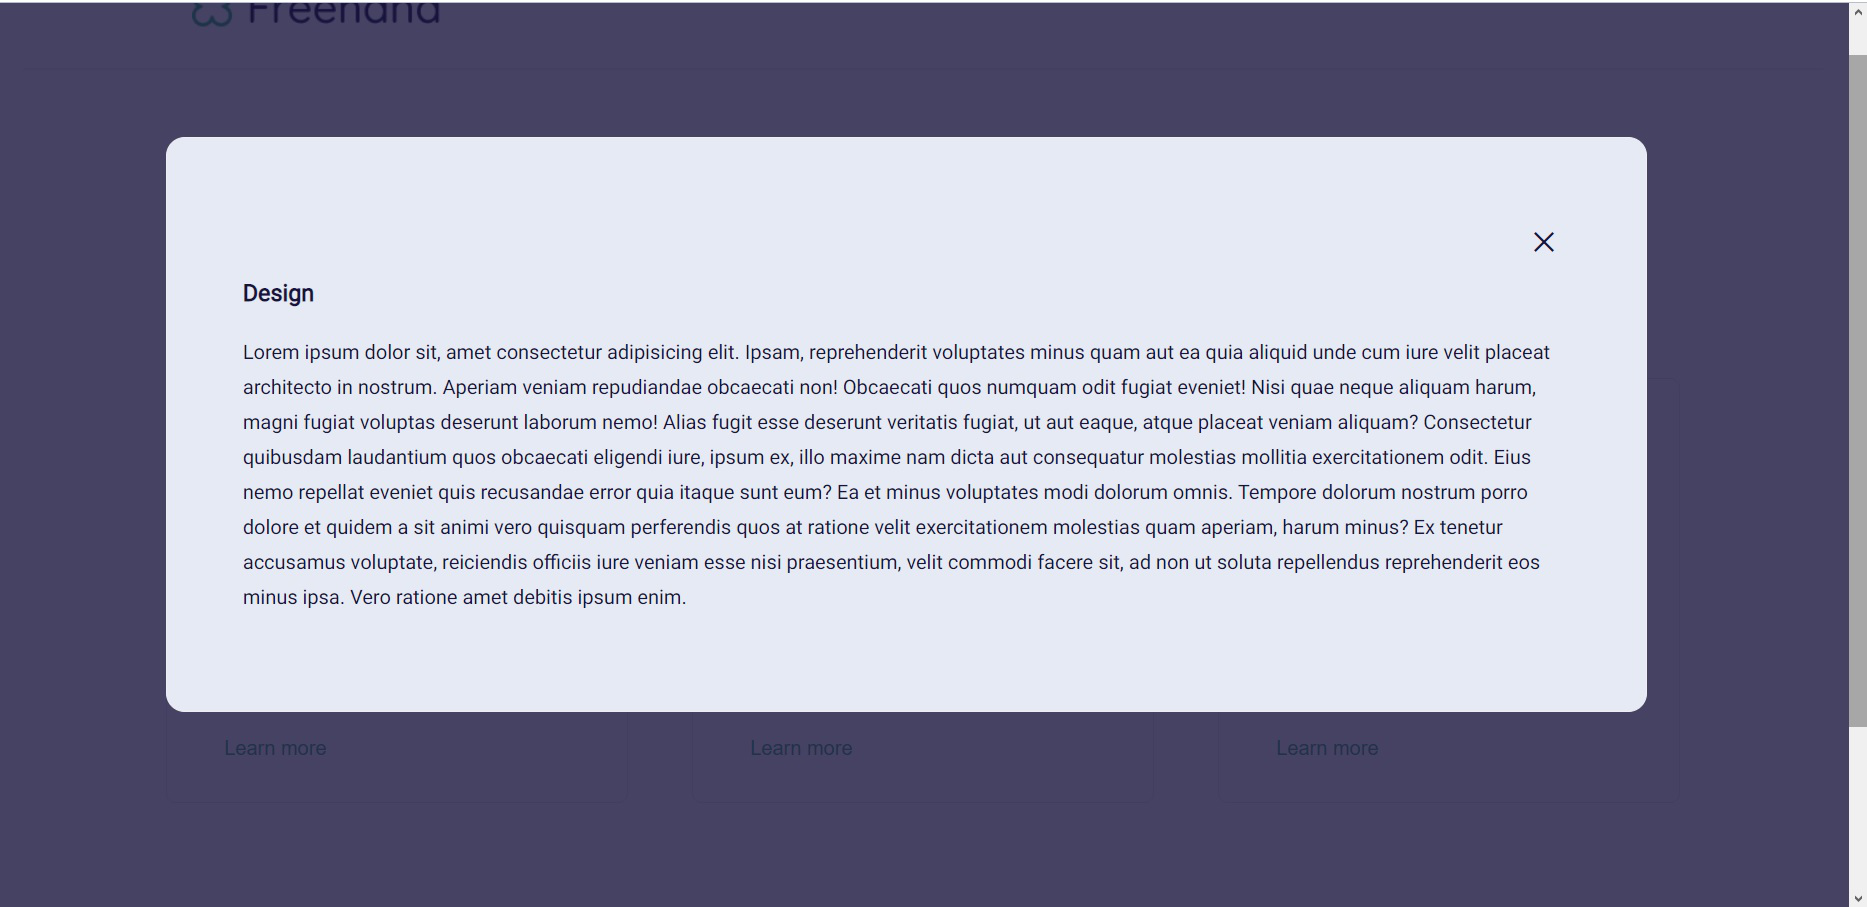 Freehand
Design
Lorem ipsum dolor sit, amet consectetur adipisicing elit. Ipsam, reprehenderit voluptates minus quam aut ea quia aliquid unde cum iure velit placeat
architecto in nostrum. Aperiam veniam repudiandae obcaecati non! Obcaecati quos numquam odit fugiat eveniet! Nisi quae neque aliquam harum,
magni fugiat voluptas deserunt laborum nemo! Alias fugit esse deserunt veritatis fugiat, ut aut eaque, atque placeat veniam aliquam? Consectetur
quibusdam laudantium quos obcaecati eligendi iure, ipsum ex, illo maxime nam dicta aut consequatur molestias mollitia exercitationem odit. Eius
nemo repellat eveniet quis recusandae error quia itaque sunt eum? Ea et minus voluptates modi dolorum omnis. Tempore dolorum nostrum porro
dolore et quidem a sit animi vero quisquam perferendis quos at ratione velit exercitationem molestias quam aperiam, harum minus? Ex tenetur
accusamus voluptate, reiciendis officiis iure veniam esse nisi praesentium, velit commodi facere sit, ad non ut soluta repellendus reprehenderit eos
minus ipsa. Vero ratione amet debitis ipsum enim.
Learn more
Learn more
Learn more